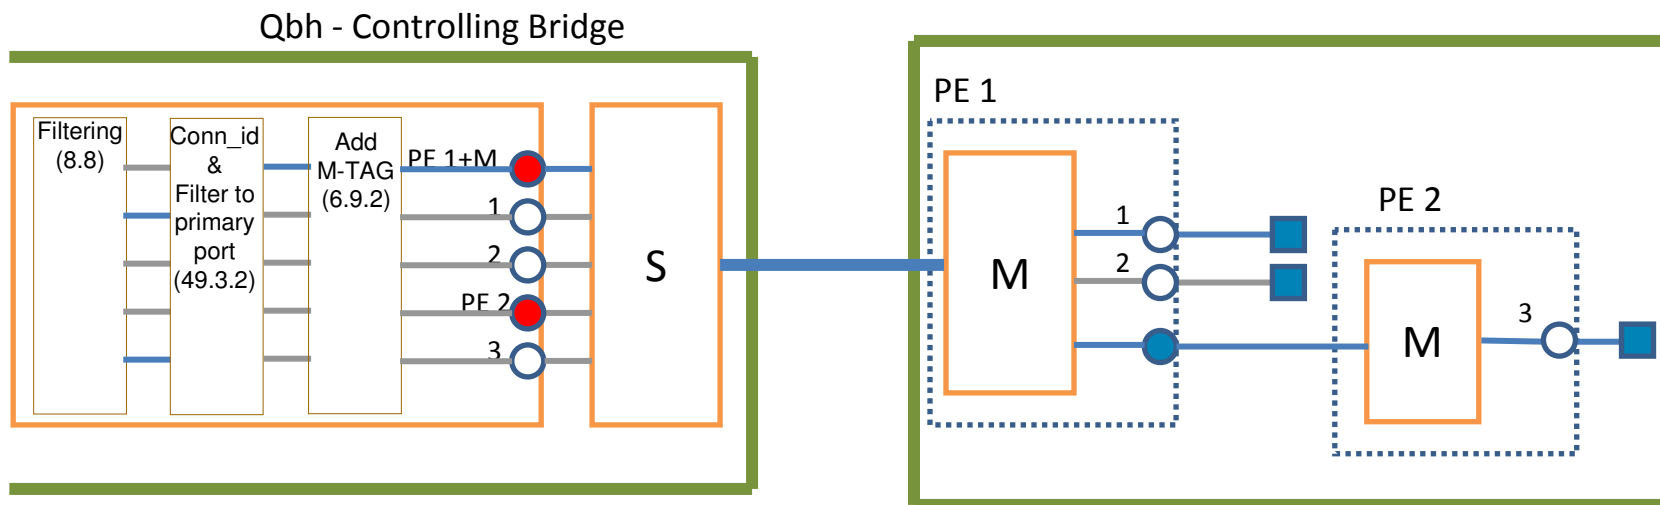 Qbh - Controlling Bridge
Filtering
(8.8)
Conn_id
&
Filter to
primary
port
(49.3.2)
Add
M-TAG
(6.9.2)
PE 1+M
1
2
PE 2
3
S
PE 1
M
1
2
PE 2
M
3